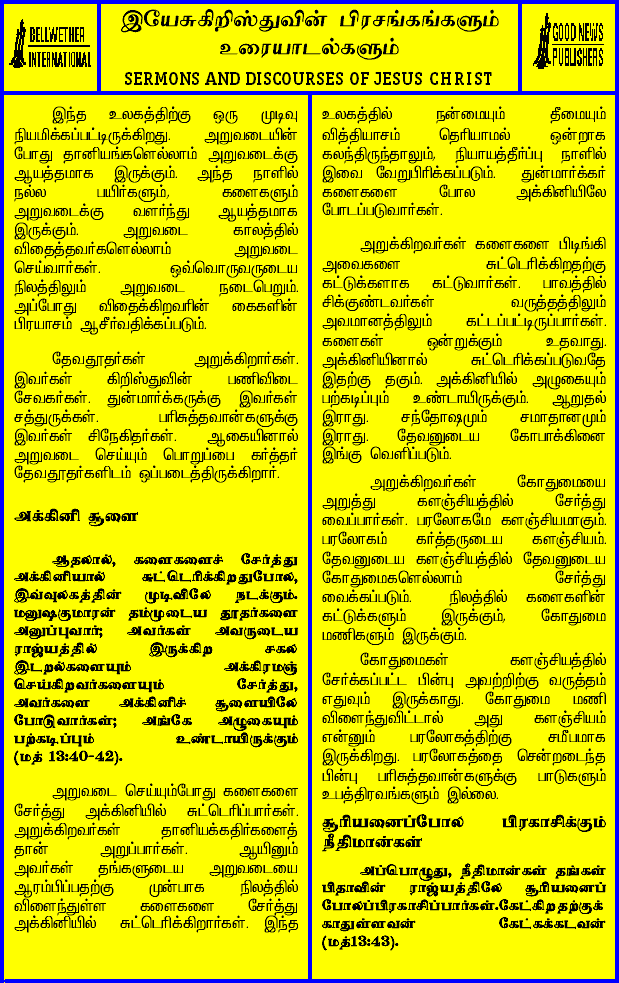 BELLWETHER
INTERNATIONAL
இயேசுகிறிஸ்துவின் பிரசங்கங்களும்
உரையாடல்களும்
SERMONS AND DISCOURSES OF JESUS CHRIST
GOOD NEWS
PUBLISHERS
இந்த உலகத்திற்கு ஒரு முடிவு
நியமிக்கப்பட்டிருக்கிறது. அறுவடையின்
போது தானியங்களெல்லாம் அறுவடைக்கு
ஆயத்தமாக இருக்கும். அந்த நாளில்
நல்ல பயிர்களும், களைகளும்
அறுவடைக்கு வளர்ந்து ஆயத்தமாக
இருக்கும். அறுவடை காலத்தில்
விதைத்தவர்களெல்லாம் அறுவடை
செய்வார்கள். ஒவ்வொருவருடைய
நிலத்திலும் அறுவடை நடைபெறும்.
அப்போது விதைக்கிறவரின் கைகளின்
பிரயாசம் ஆசீர்வதிக்கப்படும்.
தேவதூதர்கள் அறுக்கிறார்கள்.
இவர்கள் கிறிஸ்துவின் பணிவிடை
சேவகர்கள். துன்மார்க்கருக்கு இவர்கள்
சத்துருக்கள். பரிசுத்தவான்களுக்கு
இவர்கள் சிநேகிதர்கள். ஆகையினால்
அறுவடை செய்யும் பொறுப்பை கர்த்தர்
தேவதூதர்களிடம் ஒப்படைத்திருக்கிறார்.
அக்கினி சூளை
ஆதலால், களைகளைச் சேர்த்து
அக்கினியால் சுட்டெரிக்கிறதுபோல,
இவ்வுலகத்தின் முடிவிலே நடக்கும்.
மனுஷகுமாரன் தம்முடைய தூதர்களை
அனுப்புவார்; அவர்கள் அவருடைய
ராஜ்யத்தில் இருக்கிற சகல
இடறல்களையும் அக்கிரமஞ்
செய்கிறவர்களையும் சேர்த்து,
அவர்களை அக்கினிச் சூளையிலே
போடுவார்கள்; அங்கே அழுகையும்
பற்கடிப்பும் உண்டாயிருக்கும்
(மத் 13:40-42).
அறுவடை செய்யும்போது களைகளை
சேர்த்து அக்கினியில் சுட்டெரிப்பார்கள்.
அறுக்கிறவர்கள் தானியக்கதிர்களைத்
தான் அறுப்பார்கள். ஆயினும்
அவர்கள் தங்களுடைய அறுவடையை
ஆரம்பிப்பதற்கு முன்பாக நிலத்தில்
விளைந்துள்ள களைகளை சேர்த்து
அக்கினியில் சுட்டெரிக்கிறார்கள். இந்த
உலகத்தில் நன்மையும் தீமையும்
வித்தியாசம் தெரியாமல் ஒன்றாக
கலந்திருந்தாலும், நியாயத்தீர்ப்பு நாளில்
இவை வேறுபிரிக்கப்படும். துன்மார்க்கர்
களைகளை போல அக்கினியிலே
போடப்படுவார்கள்.
அறுக்கிறவர்கள் களைகளை பிடிங்கி
அவைகளை சுட்டெரிக்கிறதற்கு
கட்டுக்களாக கட்டுவார்கள். பாவத்தில்
சிக்குண்டவர்கள் வருத்தத்திலும்
அவமானத்திலும் கட்டப்பட்டிருப்பார்கள்.
களைகள் ஒன்றுக்கும் உதவாது.
அக்கினியினால் சுட்டெரிக்கப்படுவதே
இதற்கு தகும். அக்கினியில் அழுகையும்
பற்கடிப்பும் உண்டாயிருக்கும். ஆறுதல்
இராது. சந்தோஷமும் சமாதானமும்
இராது. தேவனுடைய கோபாக்கினை
இங்கு வெளிப்படும்.
அறுக்கிறவர்கள் கோதுமையை
அறுத்து களஞ்சியத்தில் சேர்த்து
வைப்பார்கள். பரலோகமே களஞ்சியமாகும்.
பரலோகம் கர்த்தருடைய களஞ்சியம்.
தேவனுடைய களஞ்சியத்தில் தேவனுடைய
கோதுமைகளெல்லாம் சேர்த்து
வைக்கப்படும். நிலத்தில் களைகளின்
கட்டுக்களும் இருக்கும், கோதுமை
மணிகளும் இருக்கும்.
கோதுமைகள் களஞ்சியத்தில்
சேர்க்கப்பட்ட பின்பு அவற்றிற்கு வருத்தம்
எதுவும் இருக்காது. கோதுமை மணி
விளைந்துவிட்டால் அது களஞ்சியம்
என்னும் பரலோகத்திற்கு சமீபமாக
இருக்கிறது. பரலோகத்தை சென்றடைந்த
பின்பு பரிசுத்தவான்களுக்கு பாடுகளும்
உபத்திரவங்களும் இல்லை.
சூரியனைப்போல பிரகாசிக்கும்
நீதிமான்கள்
அப்பொழுது, நீதிமான்கள் தங்கள்
பிதாவின் ராஜ்யத்திலே சூரியனைப்
போலப்பிரகாசிப்பார்கள்.கேட்கிறதற்குக்
காதுள்ளவன் கேட்கக்கடவன்
(மத்13:43).